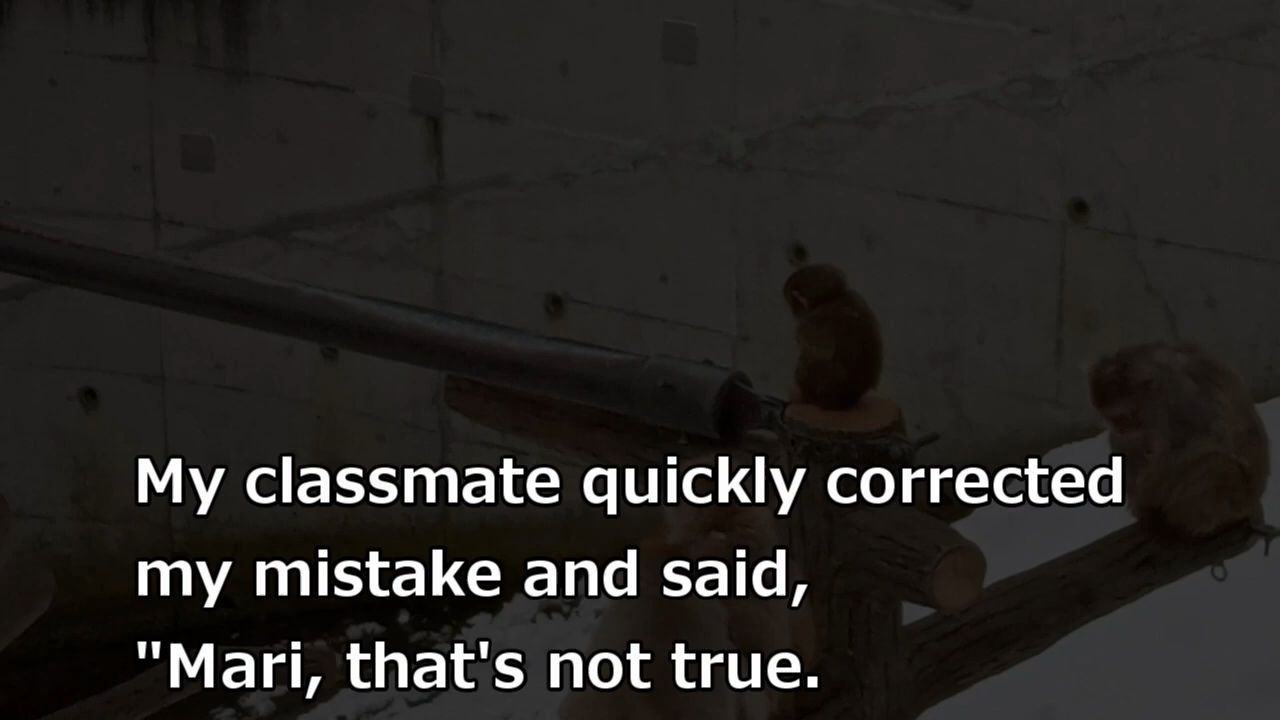 My classmate quickly corrected
my mistake and said,
"Mari, that's not true.